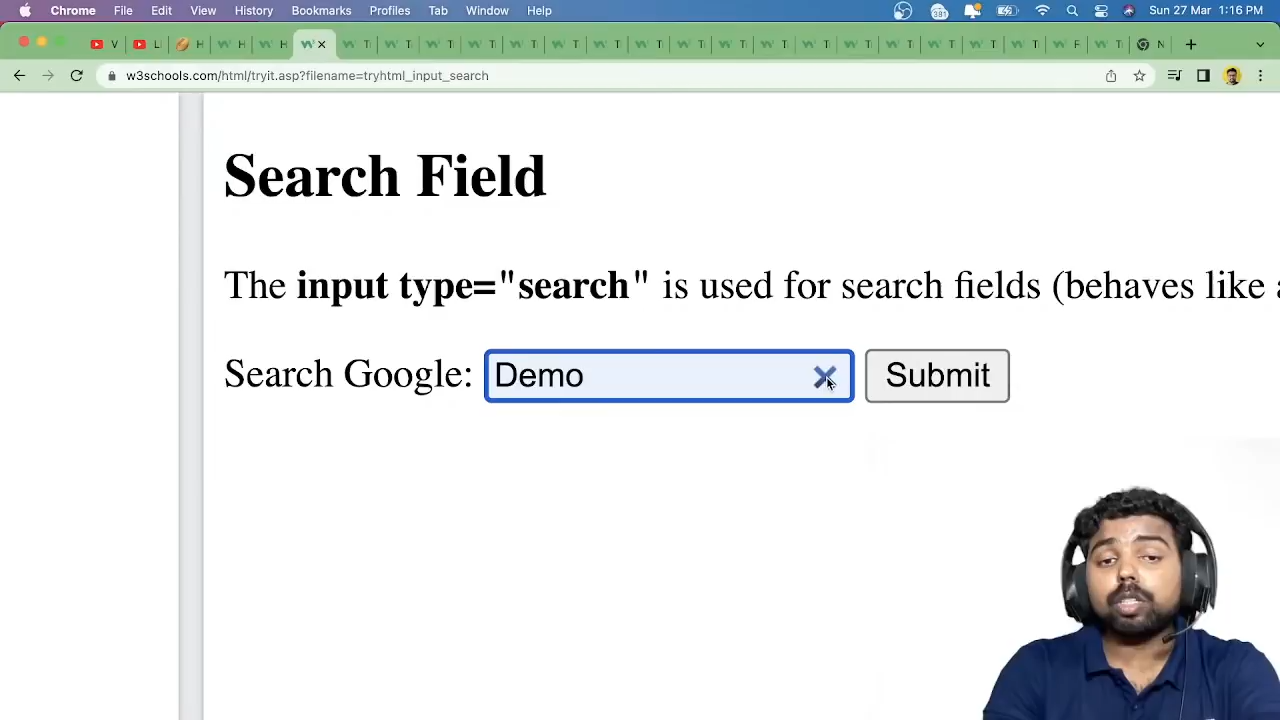 Chrome File Edit View History Bookmarks Profiles Tab Window Help 381 Sun 27 Mar 1:16 PM
w3schools.com/html/tryit.asp?filename=tryhtml_input_search
Search Field
The input type="search" is used for search fields (behaves like
Search Google: Demo Submit